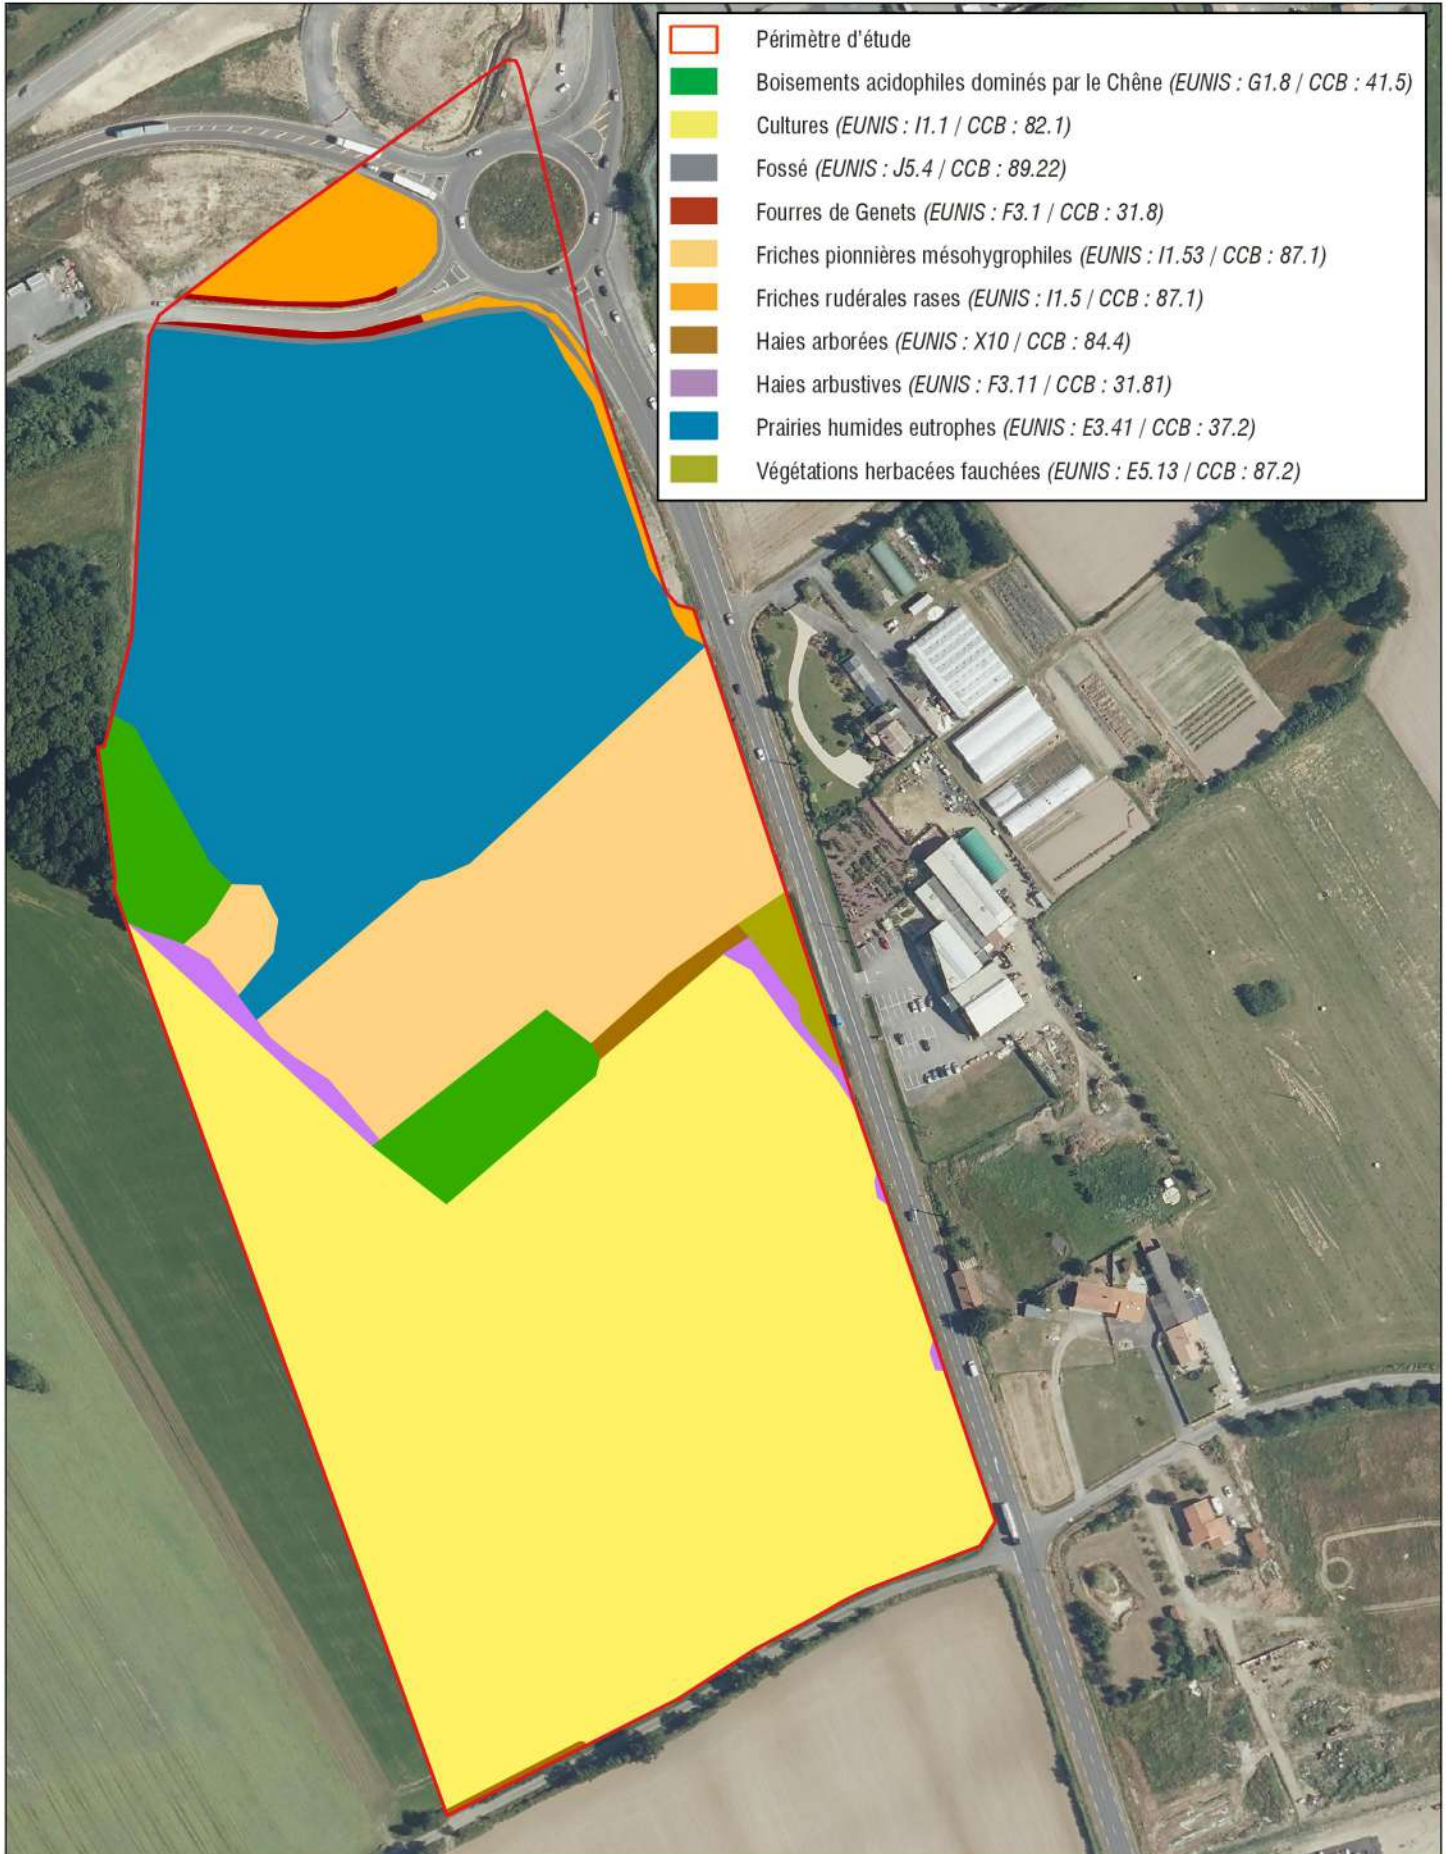 Périmètre d'étude
Boisements acidophiles dominés par le Chêne (EUNIS : G1.8 / CCB : 41.5)
Cultures (EUNIS : I1.1 / CCB : 82.1)
Fossé (EUNIS : J5.4 / CCB : 89.22)
Fourres de Genets (EUNIS : F3.1 / CCB : 31.8)
Friches pionnières mésohygrophiles (EUNIS : I1.53 / CCB : 87.1)
Friches rudérales rases (EUNIS : I1.5 / CCB : 87.1)
Haies arborées (EUNIS : X10 / CCB : 84.4)
Haies arbustives (EUNIS : F3.11 / CCB : 31.81)
Prairies humides eutrophes (EUNIS : E3.41 / CCB : 37.2)
Végétations herbacées fauchées (EUNIS : E5.13 / CCB : 87.2)